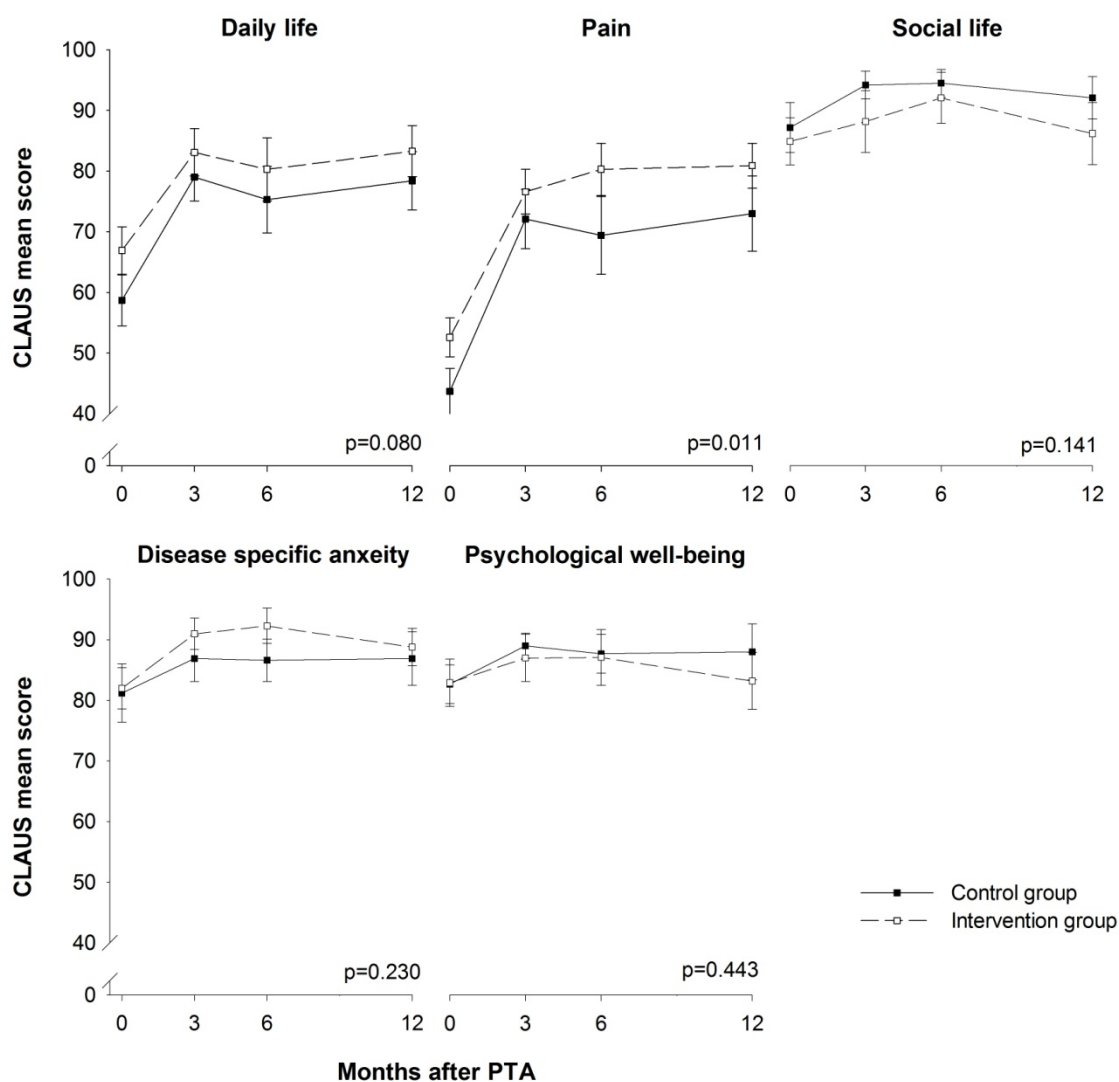 Daily life
Pain
Social life
CLAUS mean score
100
90
80
70
60
50
40
0
p=0.080
p=0.011
p=0.141
0 3 6 12
0 3 6 12
0 3 6 12
Disease specific anxeity
Psychological well-being
CLAUS mean score
100
90
80
70
60
50
40
0
p=0.230
p=0.443
0 3 6 12
0 3 6 12
Control group
Intervention group
Months after PTA